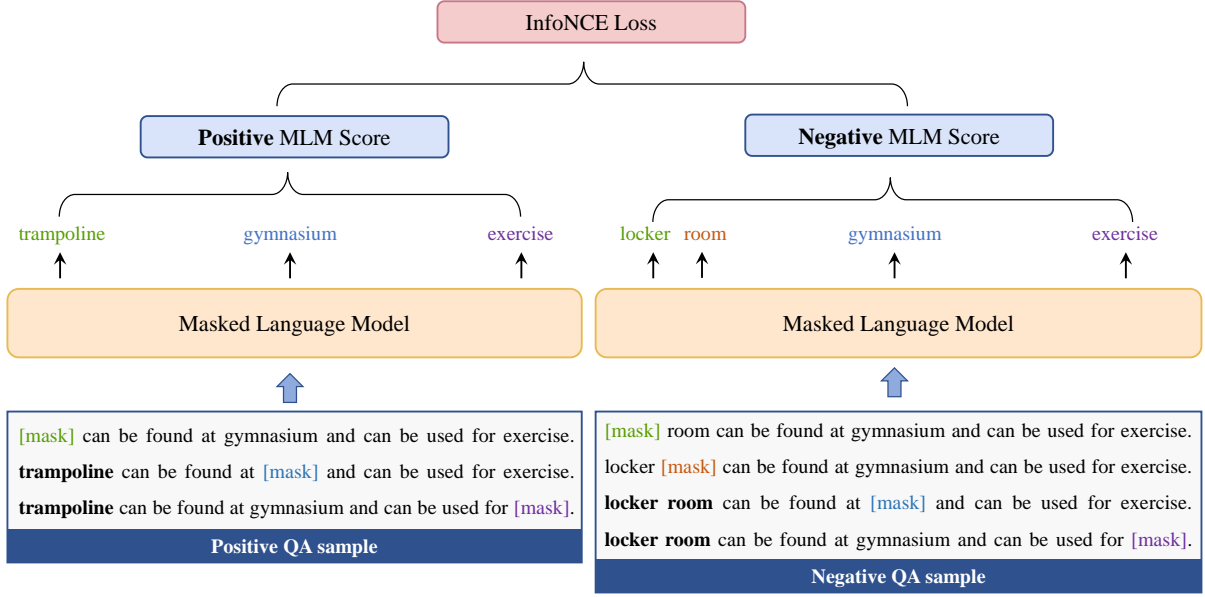 InfoNCE Loss
Positive MLM Score
Negative MLM Score
trampoline gymnasium exercise
locker room gymnasium exercise
Masked Language Model
Masked Language Model
[mask] can be found at gymnasium and can be used for exercise.
trampoline can be found at [mask] and can be used for exercise.
trampoline can be found at gymnasium and can be used for [mask].
Positive QA sample
[mask] room can be found at gymnasium and can be used for exercise.
locker [mask] can be found at gymnasium and can be used for exercise.
locker room can be found at [mask] and can be used for exercise.
locker room can be found at gymnasium and can be used for [mask].
Negative QA sample